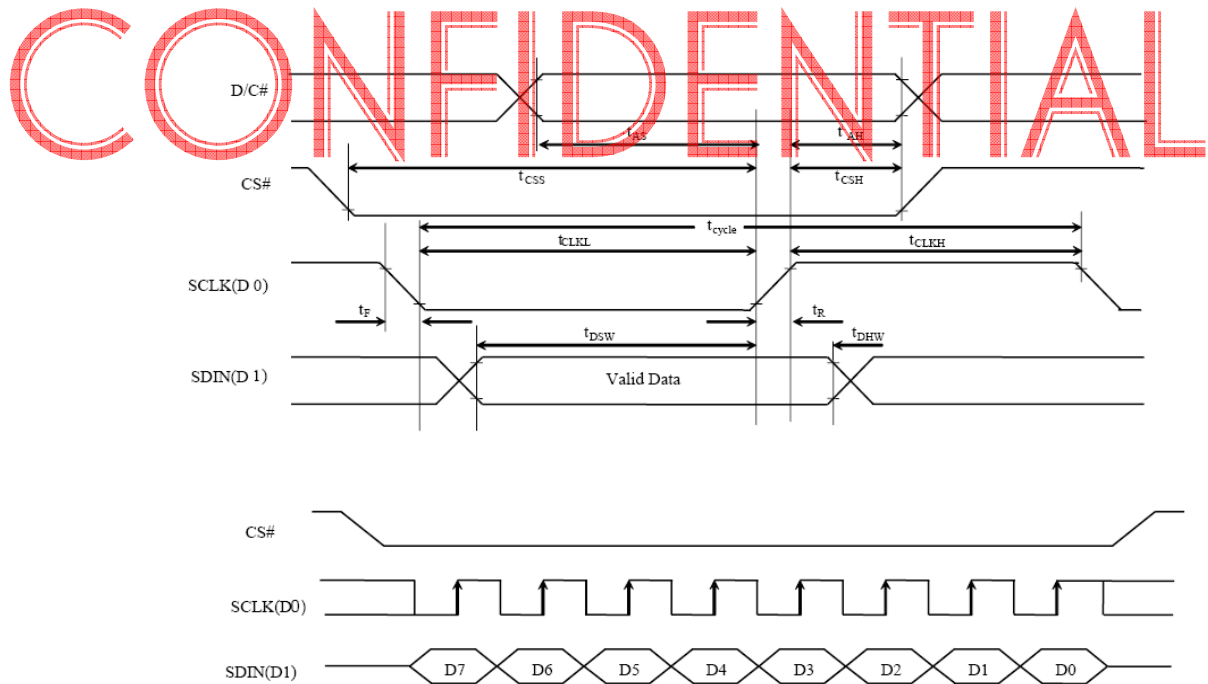 CONFIDENTIAL
D/C#
tAS tAH
CS#
tCSS tCSH
tcycle
tCLKL tCLKH
SCLK(D 0)
tF tR
tDSW tDHW
SDIN(D 1) Valid Data
CS#
SCLK(D0)
SDIN(D1) D7 D6 D5 D4 D3 D2 D1 D0